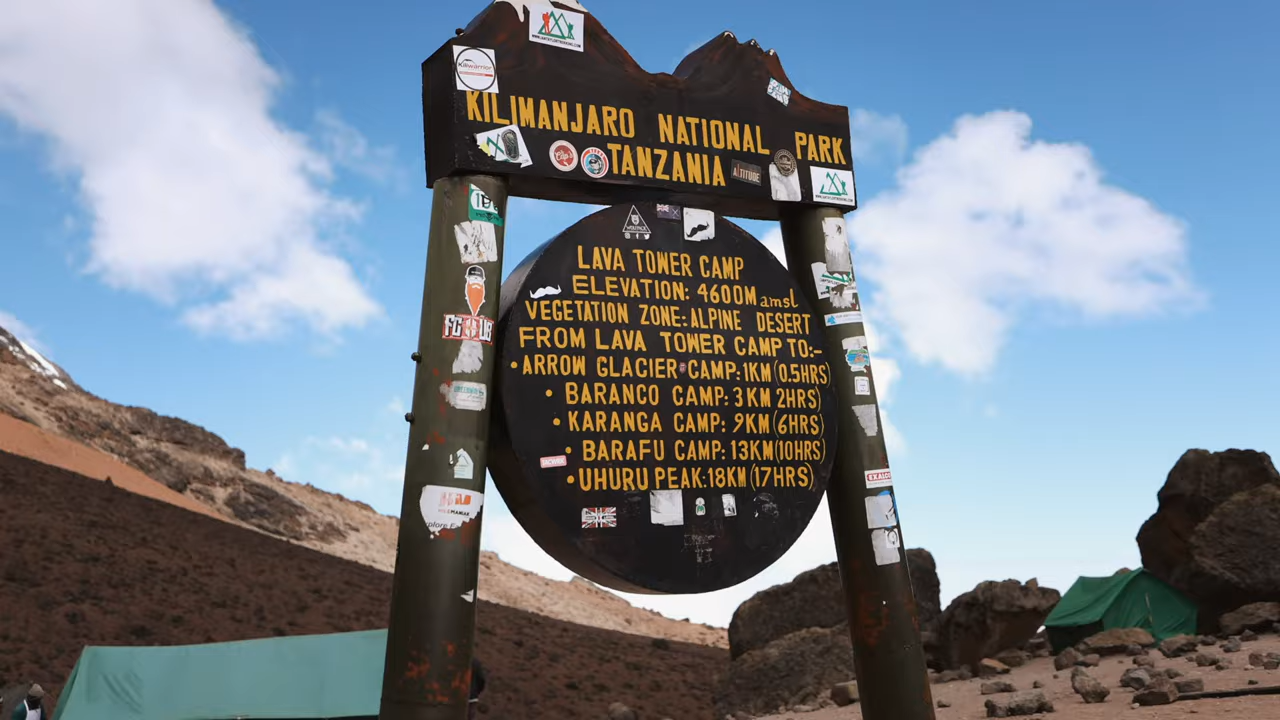 KILIMANJARO NATIONAL PARK
TANZANIA
Kilwarrior
ALTITUDE
LAVA TOWER CAMP
ELEVATION: 4600M amsl
VEGETATION ZONE: ALPINE DESERT
FROM LAVA TOWER CAMP TO:-
• ARROW GLACIER CAMP: 1KM (0.5HRS)
• BARANCO CAMP: 3KM 2HRS)
• KARANGA CAMP: 9KM (6HRS)
• BARAFU CAMP: 13KM (10HRS)
• UHURU PEAK: 18KM (17HRS)